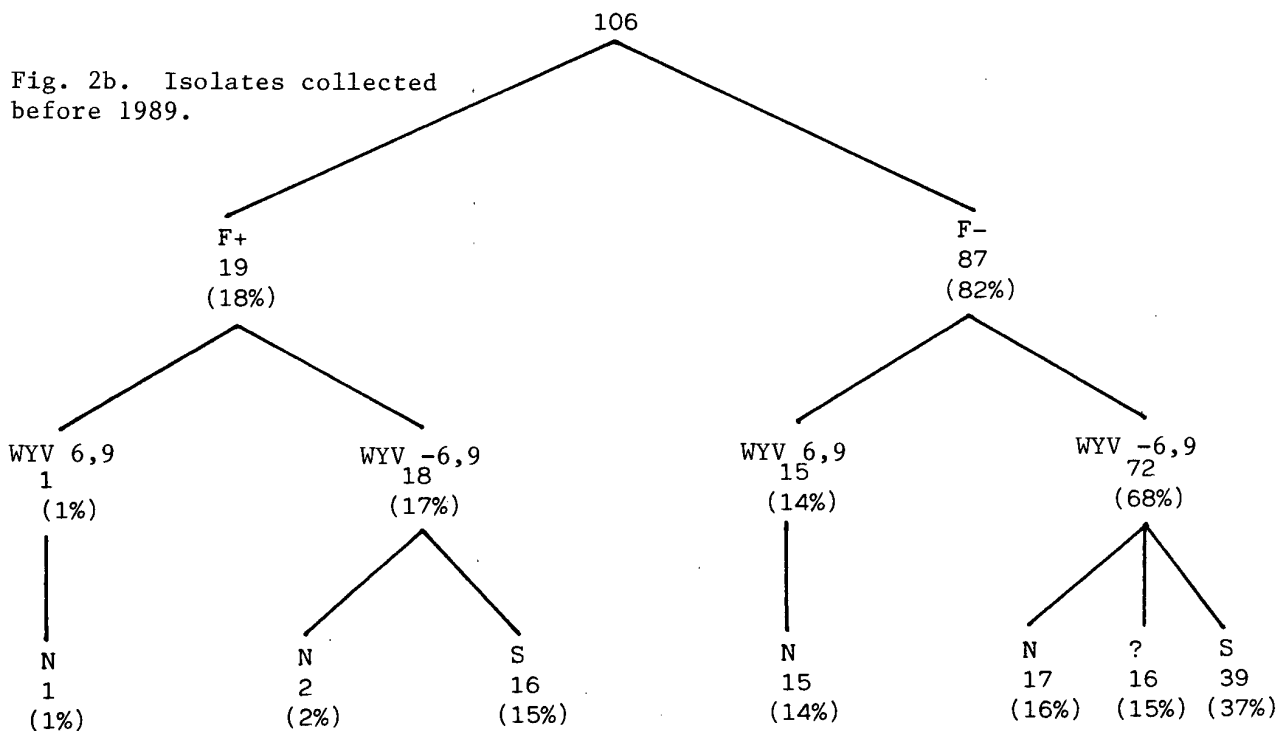 106
Fig. 2b. Isolates collected
before 1989.
F+
19
(18%)
F-
87
(82%)
WYV 6,9
1
(1%)
WYV -6,9
18
(17%)
WYV 6,9
15
(14%)
WYV -6,9
72
(68%)
N
1
(1%)
N
2
(2%)
S
16
(15%)
N
15
(14%)
N
17
(16%)
?
16
(15%)
S
39
(37%)